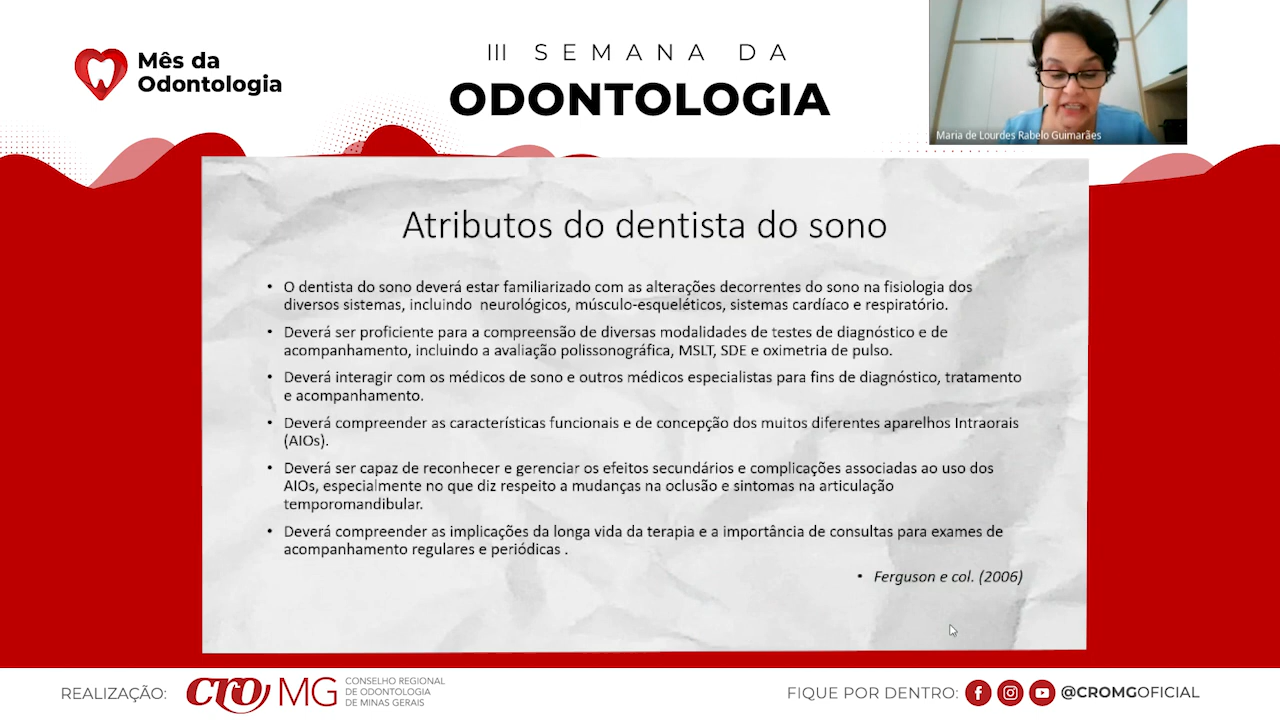 Mês da
Odontologia
III SEMANA DA
ODONTOLOGIA
Maria de Lourdes Rabelo Guimarães
Atributos do dentista do sono
• O dentista do sono deverá estar familiarizado com as alterações decorrentes do sono na fisiologia dos
diversos sistemas, incluindo neurológicos, músculo-esqueléticos, sistemas cardíaco e respiratório.
• Deverá ser proficiente para a compreensão de diversas modalidades de testes de diagnóstico e de
acompanhamento, incluindo a avaliação polissonográfica, MSLT, SDE e oximetria de pulso.
• Deverá interagir com os médicos de sono e outros médicos especialistas para fins de diagnóstico, tratamento
e acompanhamento.
• Deverá compreender as características funcionais e de concepção dos muitos diferentes aparelhos Intraorais
(AIOs).
• Deverá ser capaz de reconhecer e gerenciar os efeitos secundários e complicações associadas ao uso dos
AIOs, especialmente no que diz respeito a mudanças na oclusão e sintomas na articulação
temporomandibular.
• Deverá compreender as implicações da longa vida da terapia e a importância de consultas para exames de
acompanhamento regulares e periódicas .
• Ferguson e col. (2006)
REALIZAÇÃO:
cro MG
CONSELHO REGIONAL
DE ODONTOLOGIA
DE MINAS GERAIS
FIQUE POR DENTRO: @CROMGOFICIAL